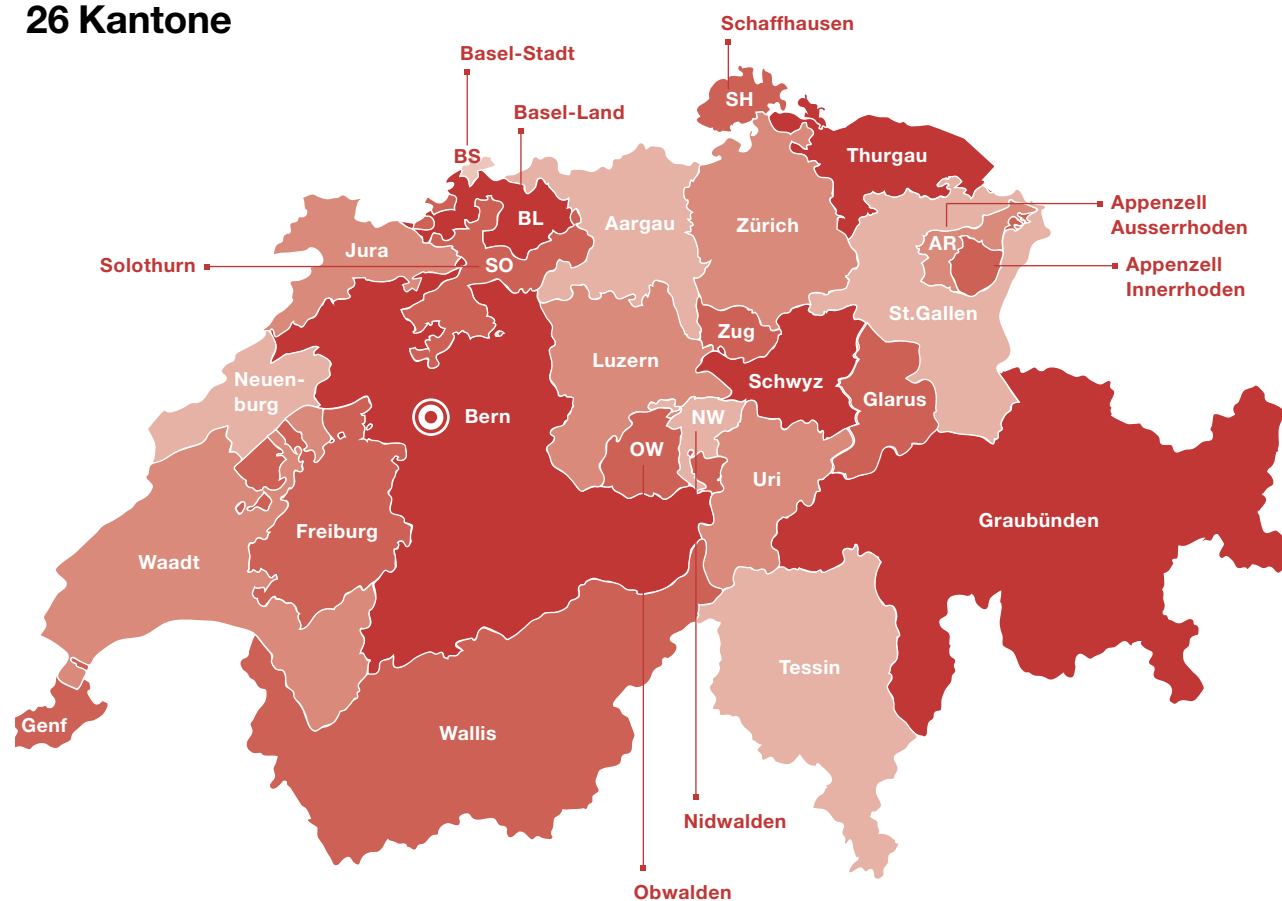 26 Kantone
Schaffhausen
Basel-Stadt
Basel-Land
SH
BS
Thurgau
Appenzell
Ausserrhoden
BL
Aargau
Zürich
Jura
AR
Solothurn
SO
Appenzell
Innerrhoden
St.Gallen
Zug
Luzern
Neuen-
burg
Schwyz
Glarus
Bern
NW
OW
Uri
Graubünden
Freiburg
Waadt
Tessin
Genf
Wallis
Nidwalden
Obwalden